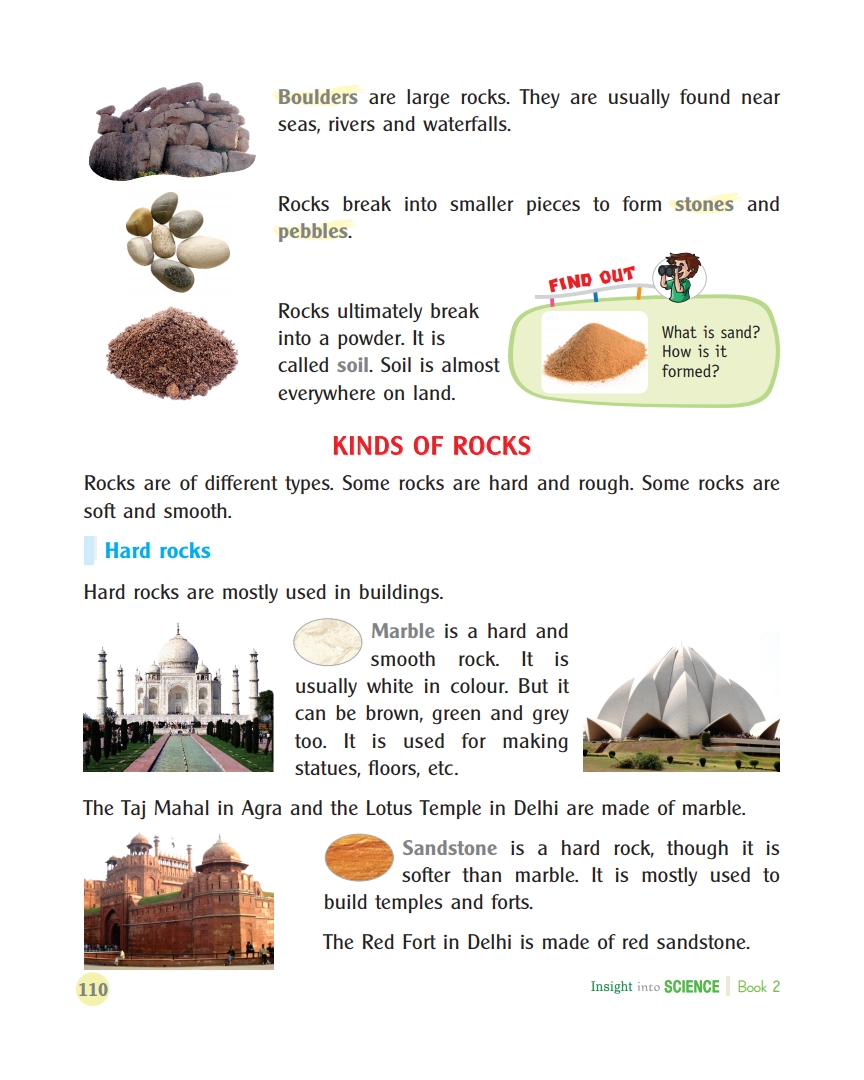 Boulders are large rocks. They are usually found near
seas, rivers and waterfalls.
Rocks break into smaller pieces to form stones and
pebbles.
Rocks ultimately break
into a powder. It is
called soil. Soil is almost
everywhere on land.
FIND OUT
What is sand?
How is it
formed?
KINDS OF ROCKS
Rocks are of different types. Some rocks are hard and rough. Some rocks are
soft and smooth.
Hard rocks
Hard rocks are mostly used in buildings.
Marble is a hard and
smooth rock. It is
usually white in colour. But it
can be brown, green and grey
too. It is used for making
statues, floors, etc.
The Taj Mahal in Agra and the Lotus Temple in Delhi are made of marble.
Sandstone is a hard rock, though it is
softer than marble. It is mostly used to
build temples and forts.
The Red Fort in Delhi is made of red sandstone.
110
Insight into SCIENCE Book 2